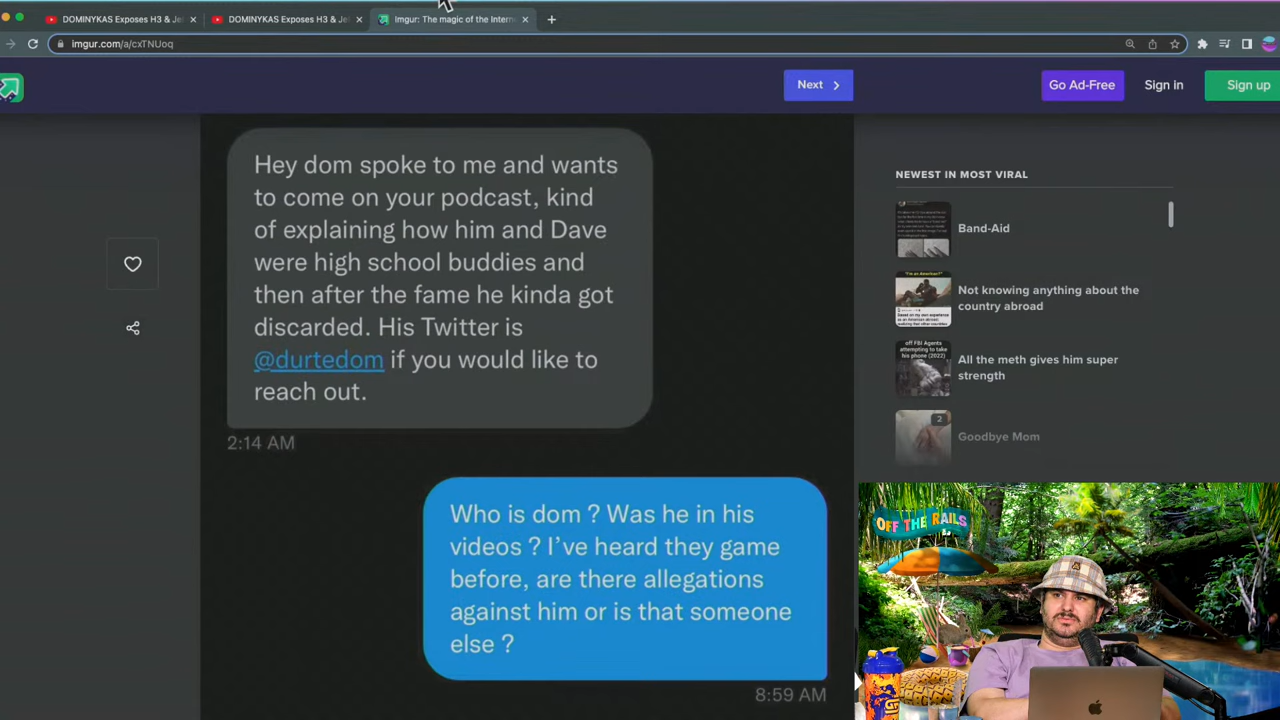 DOMINYKAS Exposes H3 & Je
DOMINYKAS Exposes H3 & Je
Imgur: The magic of the Intern
imgur.com/a/cxTNUoq
Next
Go Ad-Free
Sign in
Sign up
Hey dom spoke to me and wants
to come on your podcast, kind
of explaining how him and Dave
were high school buddies and
then after the fame he kinda got
discarded. His Twitter is
@durtedom if you would like to
reach out.
2:14 AM
Who is dom ? Was he in his
videos ? I've heard they game
before, are there allegations
against him or is that someone
else ?
8:59 AM
NEWEST IN MOST VIRAL
Band-Aid
Not knowing anything about the
country abroad
off FBI Agents
attempting to take
his phone (2022)
All the meth gives him super
strength
2
Goodbye Mom
OFF THE RAILS